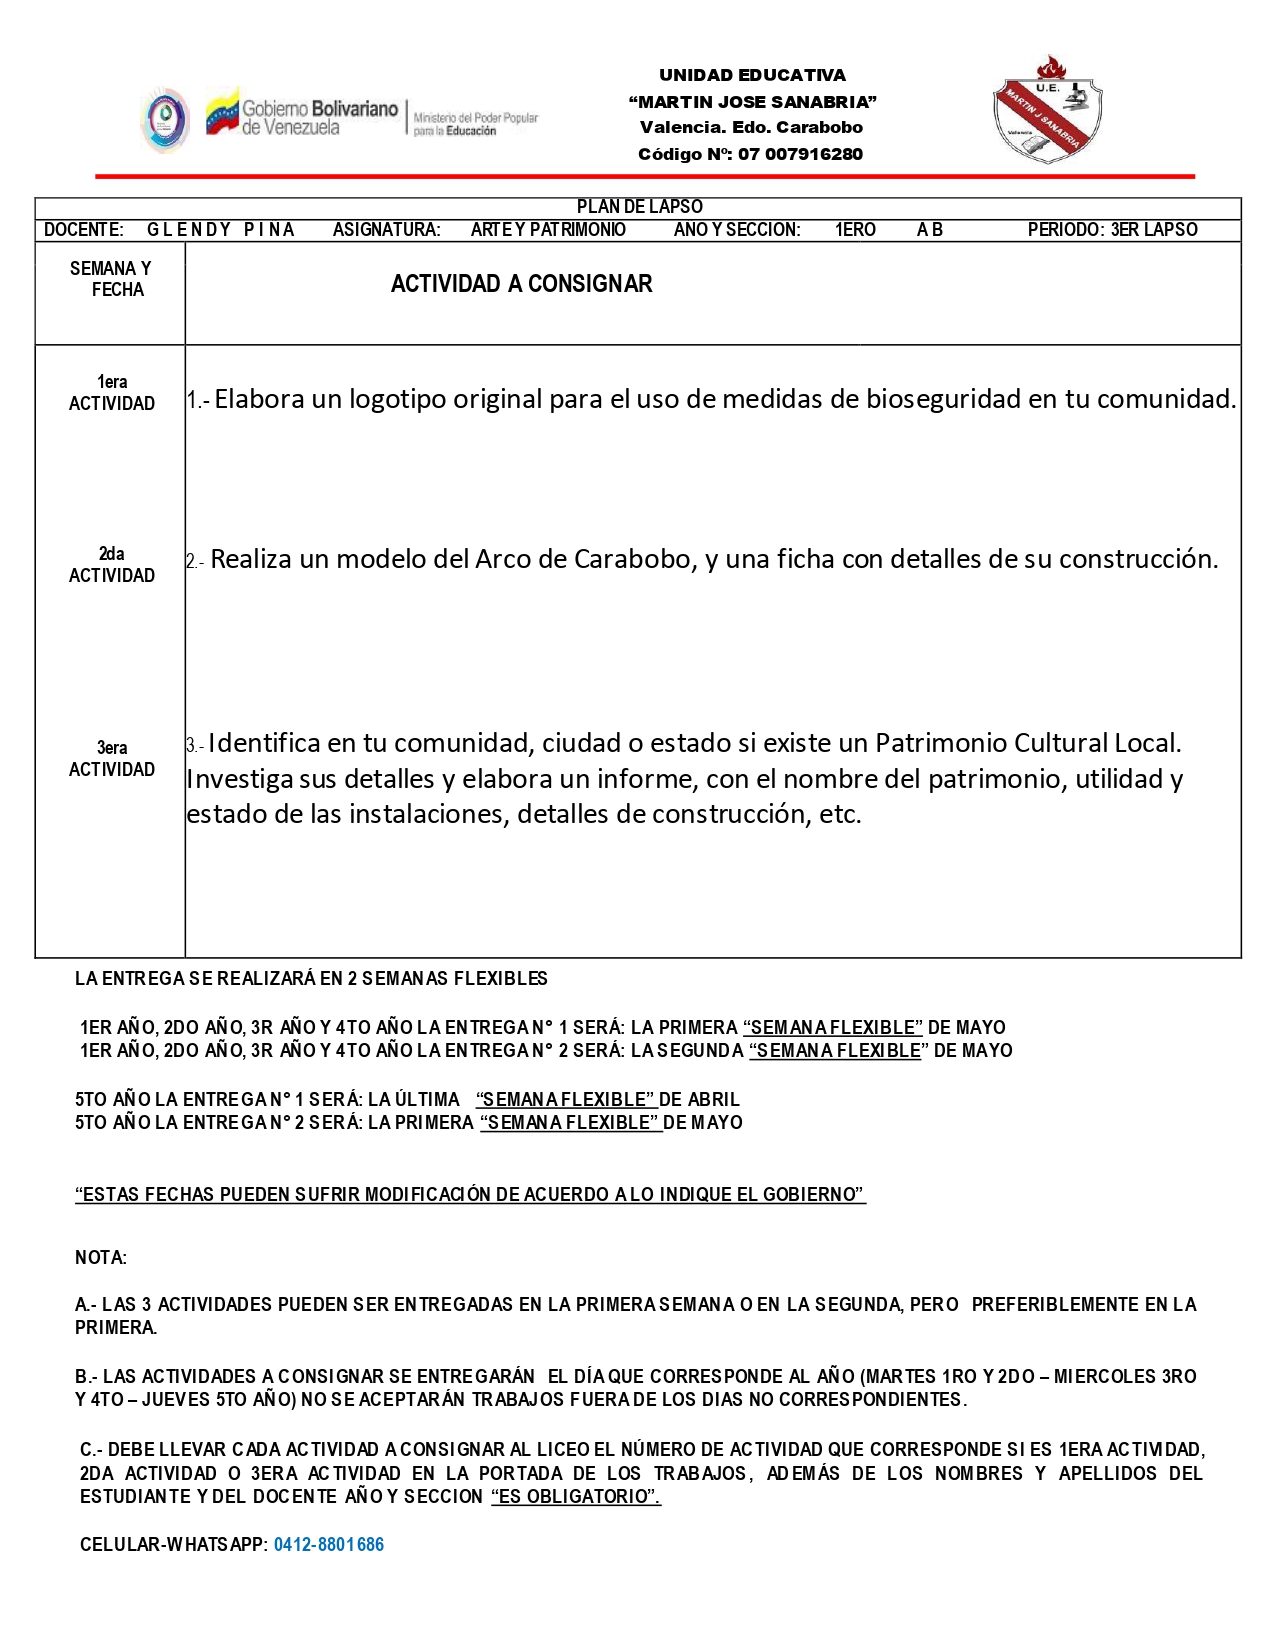 UNIDAD EDUCATIVA
“MARTIN JOSE SANABRIA”
Valencia. Edo. Carabobo
Código Nº: 07 007916280
Gobierno Bolivariano
de Venezuela
Ministerio del Poder Popular
para la Educación
U.E.
MARTIN J SANABRIA
Valencia
PLAN DE LAPSO
DOCENTE: GLENDY PINA ASIGNATURA: ARTE Y PATRIMONIO ANO Y SECCION: 1ERO A B PERIODO: 3ER LAPSO
SEMANA Y
FECHA
ACTIVIDAD A CONSIGNAR
1era
ACTIVIDAD
1.- Elabora un logotipo original para el uso de medidas de bioseguridad en tu comunidad.
2da
ACTIVIDAD
2.- Realiza un modelo del Arco de Carabobo, y una ficha con detalles de su construcción.
3era
ACTIVIDAD
3.- Identifica en tu comunidad, ciudad o estado si existe un Patrimonio Cultural Local.
Investiga sus detalles y elabora un informe, con el nombre del patrimonio, utilidad y
estado de las instalaciones, detalles de construcción, etc.
LA ENTREGA SE REALIZARÁ EN 2 SEMANAS FLEXIBLES
1ER AÑO, 2DO AÑO, 3R AÑO Y 4TO AÑO LA ENTREGA N° 1 SERÁ: LA PRIMERA “SEMANA FLEXIBLE” DE MAYO
1ER AÑO, 2DO AÑO, 3R AÑO Y 4TO AÑO LA ENTREGA N° 2 SERÁ: LA SEGUNDA “SEMANA FLEXIBLE” DE MAYO
5TO AÑO LA ENTREGA N° 1 SERÁ: LA ÚLTIMA “SEMANA FLEXIBLE” DE ABRIL
5TO AÑO LA ENTREGA N° 2 SERÁ: LA PRIMERA “SEMANA FLEXIBLE” DE MAYO
“ESTAS FECHAS PUEDEN SUFRIR MODIFICACIÓN DE ACUERDO A LO INDIQUE EL GOBIERNO”
NOTA:
A.- LAS 3 ACTIVIDADES PUEDEN SER ENTREGADAS EN LA PRIMERA SEMANA O EN LA SEGUNDA, PERO PREFERIBLEMENTE EN LA
PRIMERA.
B.- LAS ACTIVIDADES A CONSIGNAR SE ENTREGARÁN EL DÍA QUE CORRESPONDE AL AÑO (MARTES 1RO Y 2DO – MIERCOLES 3RO
Y 4TO – JUEVES 5TO AÑO) NO SE ACEPTARÁN TRABAJOS FUERA DE LOS DIAS NO CORRESPONDIENTES.
C.- DEBE LLEVAR CADA ACTIVIDAD A CONSIGNAR AL LICEO EL NÚMERO DE ACTIVIDAD QUE CORRESPONDE SI ES 1ERA ACTIVIDAD,
2DA ACTIVIDAD O 3ERA ACTIVIDAD EN LA PORTADA DE LOS TRABAJOS, ADEMÁS DE LOS NOMBRES Y APELLIDOS DEL
ESTUDIANTE Y DEL DOCENTE AÑO Y SECCION “ES OBLIGATORIO”.
CELULAR-WHATSAPP: 0412-8801686